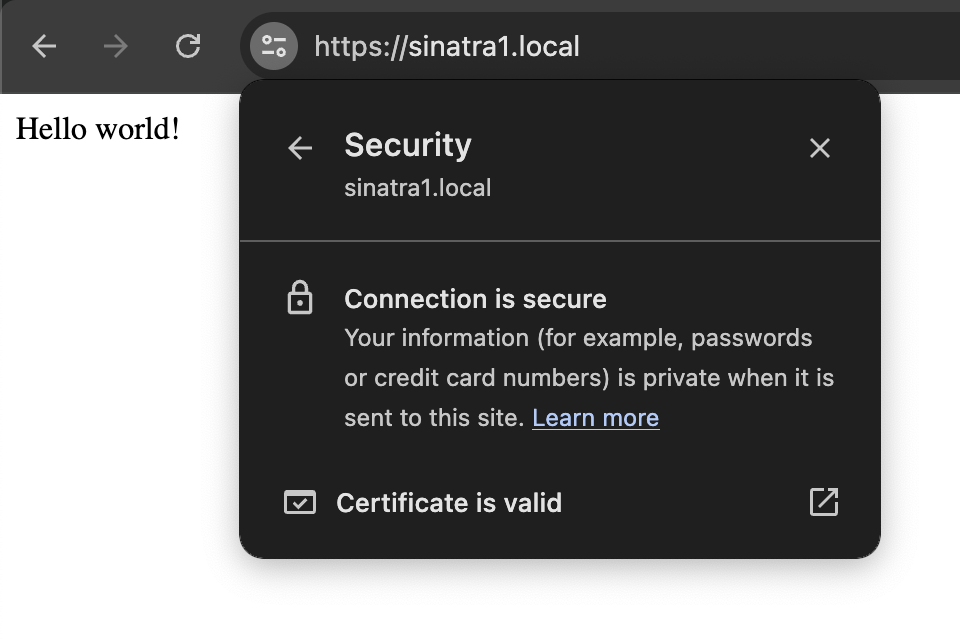 https://sinatra1.local
Hello world!
Security
sinatra1.local
Connection is secure
Your information (for example, passwords
or credit card numbers) is private when it is
sent to this site. Learn more
Certificate is valid